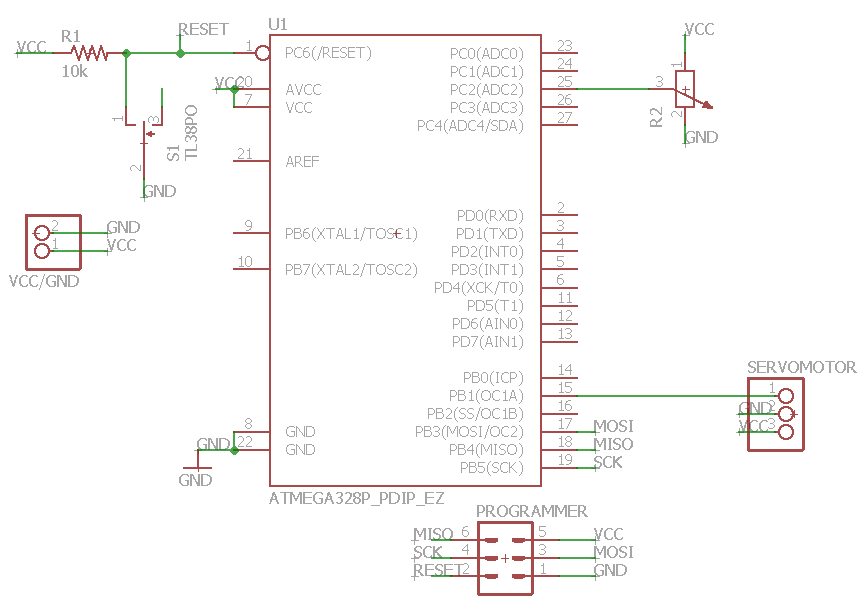 U1
RESET
VCC
R1
10k
1 PC6(/RESET)
VCC
20 AVCC
7 VCC
21 AREF
9 PB6(XTAL1/TOSC1)
10 PB7(XTAL2/TOSC2)
8 GND
22 GND
GND
GND
PC0(ADC0) 23
PC1(ADC1) 24
PC2(ADC2) 25
PC3(ADC3) 26
PC4(ADC4/SDA) 27
PD0(RXD) 2
PD1(TXD) 3
PD2(INT0) 4
PD3(INT1) 5
PD4(XCK/T0) 6
PD5(T1) 11
PD6(AIN0) 12
PD7(AIN1) 13
PB0(ICP) 14
PB1(OC1A) 15
PB2(SS/OC1B) 16
PB3(MOSI/OC2) 17 MOSI
PB4(MISO) 18 MISO
PB5(SCK) 19 SCK
ATMEGA328P_PDIP_EZ
1
3
2
S1
TL38PO
GND
2 GND
1 VCC
VCC/GND
VCC
1
3
2
R2
GND
SERVOMOTOR
1
GND 2
VCC 3
PROGRAMMER
MISO 6 5 VCC
SCK 4 3 MOSI
RESET 2 1 GND